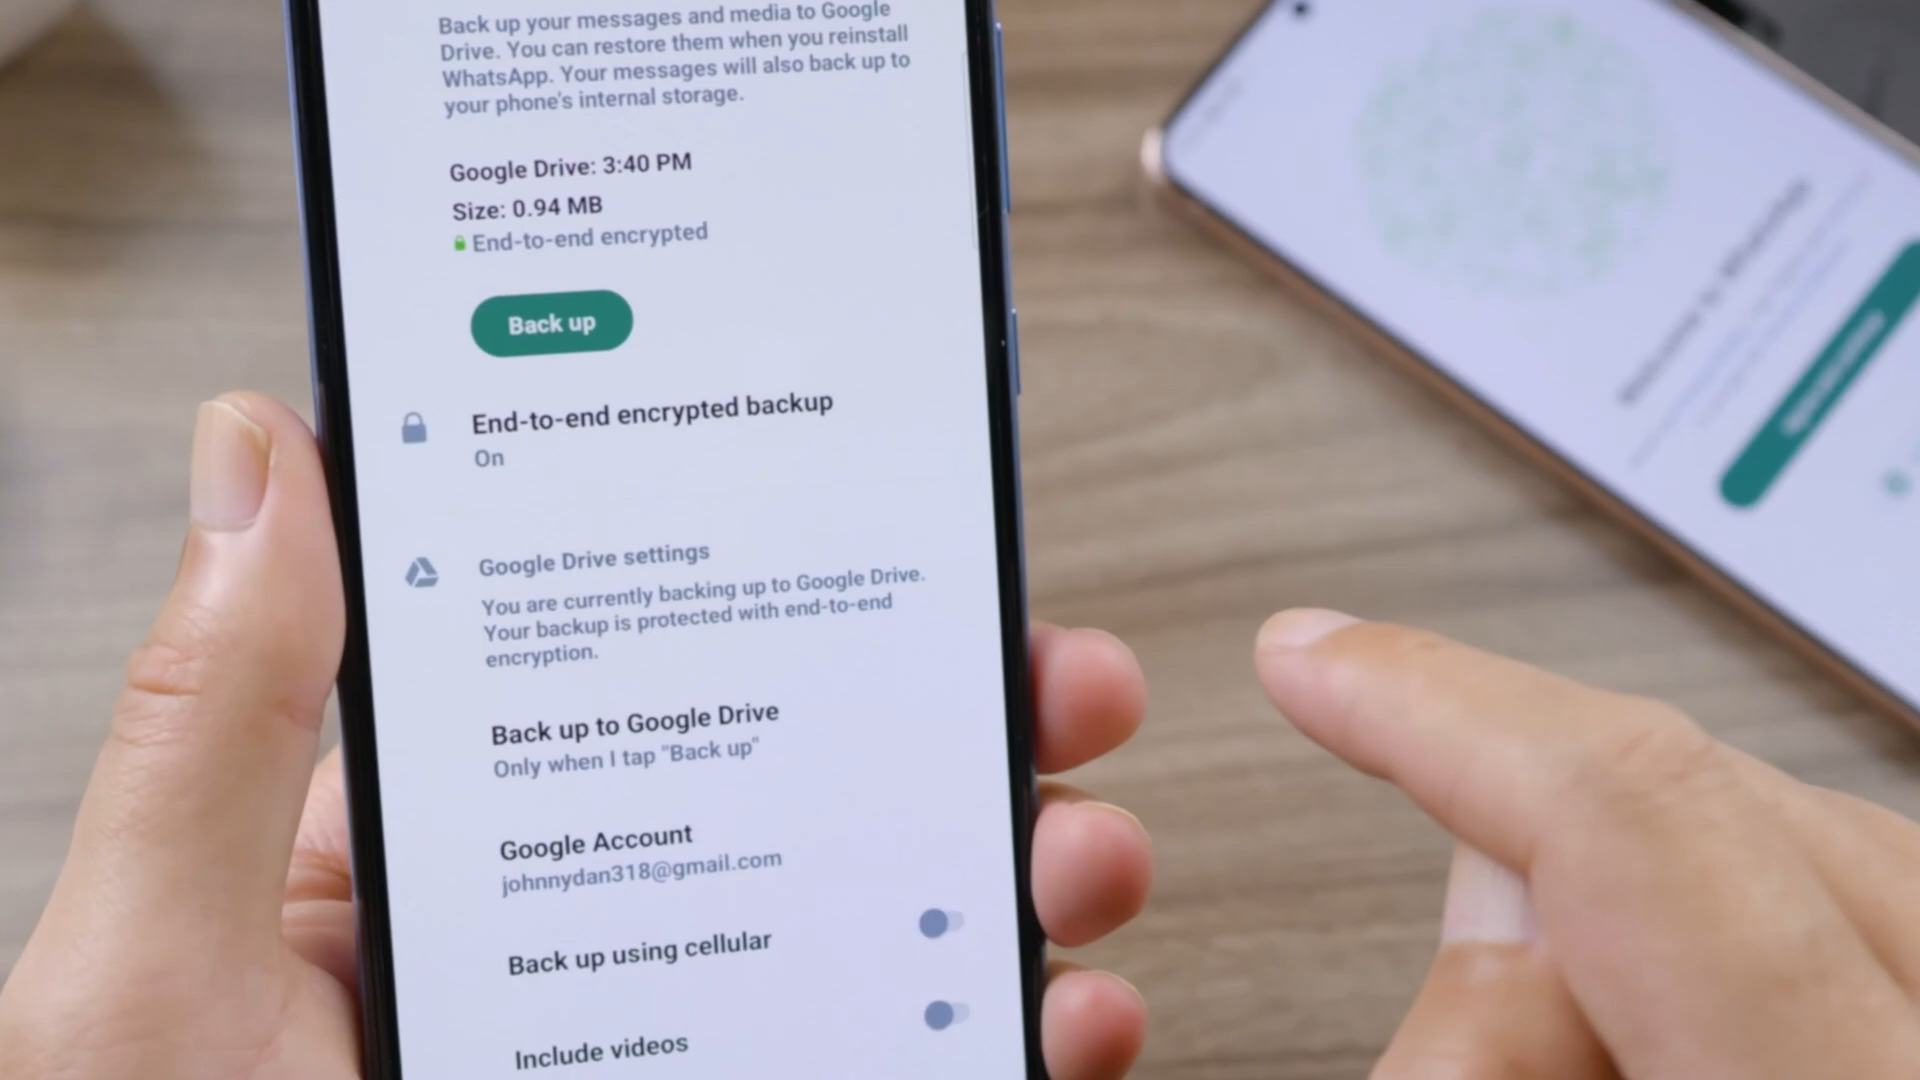 Back up your messages and media to Google
Drive. You can restore them when you reinstall
WhatsApp. Your messages will also back up to
your phone's internal storage.
Google Drive: 3:40 PM
Size: 0.94 MB
End-to-end encrypted
Back up
End-to-end encrypted backup
On
Google Drive settings
You are currently backing up to Google Drive.
Your backup is protected with end-to-end
encryption.
Back up to Google Drive
Only when I tap "Back up"
Google Account
johnnydan318@gmail.com
Back up using cellular
Include videos